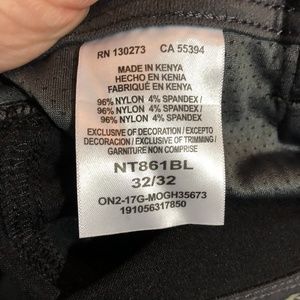 RN 130273 CA 55394
MADE IN KENYA
HECHO EN KENIA
FABRIQUÉ EN KENYA
96% NYLON 4% SPANDEX/
96% NYLON 4% SPANDEX/
96% NYLON 4% SPANDEX
EXCLUSIVE OF DECORATION / EXCEPTO
DECORACION / EXCLUSIVE OF TRIMMING /
GARNITURE NON COMPRISE
NT861BL
32/32
ON2-17G-MOGH35673
191056317850